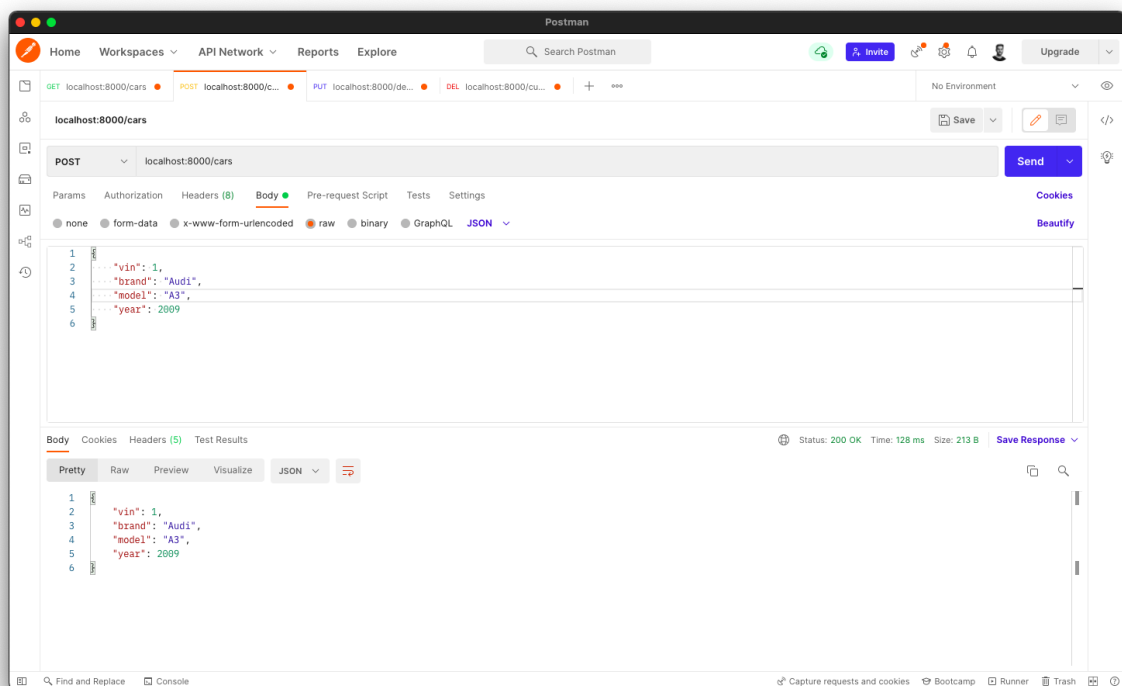 Postman
Home Workspaces API Network Reports Explore Search Postman Invite Upgrade
GET localhost:8000/cars POST localhost:8000/c... PUT localhost:8000/de... DEL localhost:8000/cu... No Environment
localhost:8000/cars Save
POST localhost:8000/cars Send
Params Authorization Headers (8) Body Pre-request Script Tests Settings Cookies
none form-data x-www-form-urlencoded raw binary GraphQL JSON Beautify
1 {
2 "vin": 1,
3 "brand": "Audi",
4 "model": "A3",
5 "year": 2009
6 }
Body Cookies Headers (5) Test Results Status: 200 OK Time: 128 ms Size: 213 B Save Response
Pretty Raw Preview Visualize JSON
1 {
2 "vin": 1,
3 "brand": "Audi",
4 "model": "A3",
5 "year": 2009
6 }
Find and Replace Console Capture requests and cookies Bootcamp Runner Trash